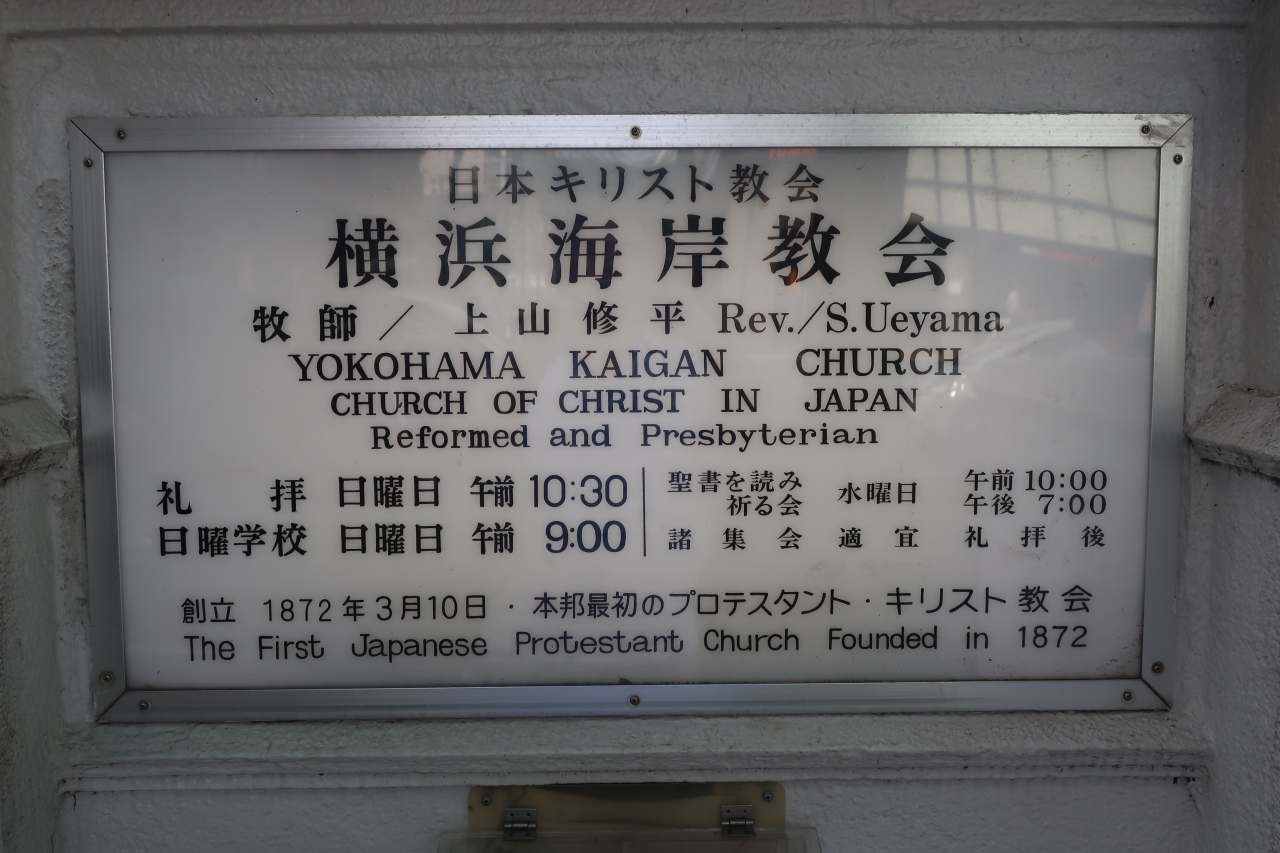 日本キリスト教会
横浜海岸教会
牧師／上山修平 Rev./S.Ueyama
YOKOHAMA KAIGAN CHURCH
CHURCH OF CHRIST IN JAPAN
Reformed and Presbyterian
礼拝 日曜日 午前 10:30
日曜学校 日曜日 午前 9:00
聖書を読み
祈る会 水曜日 午前 10:00
午後 7:00
諸集会 適宜 礼拝後
創立 1872年3月10日・本邦最初のプロテスタント・キリスト教会
The First Japanese Protestant Church Founded in 1872